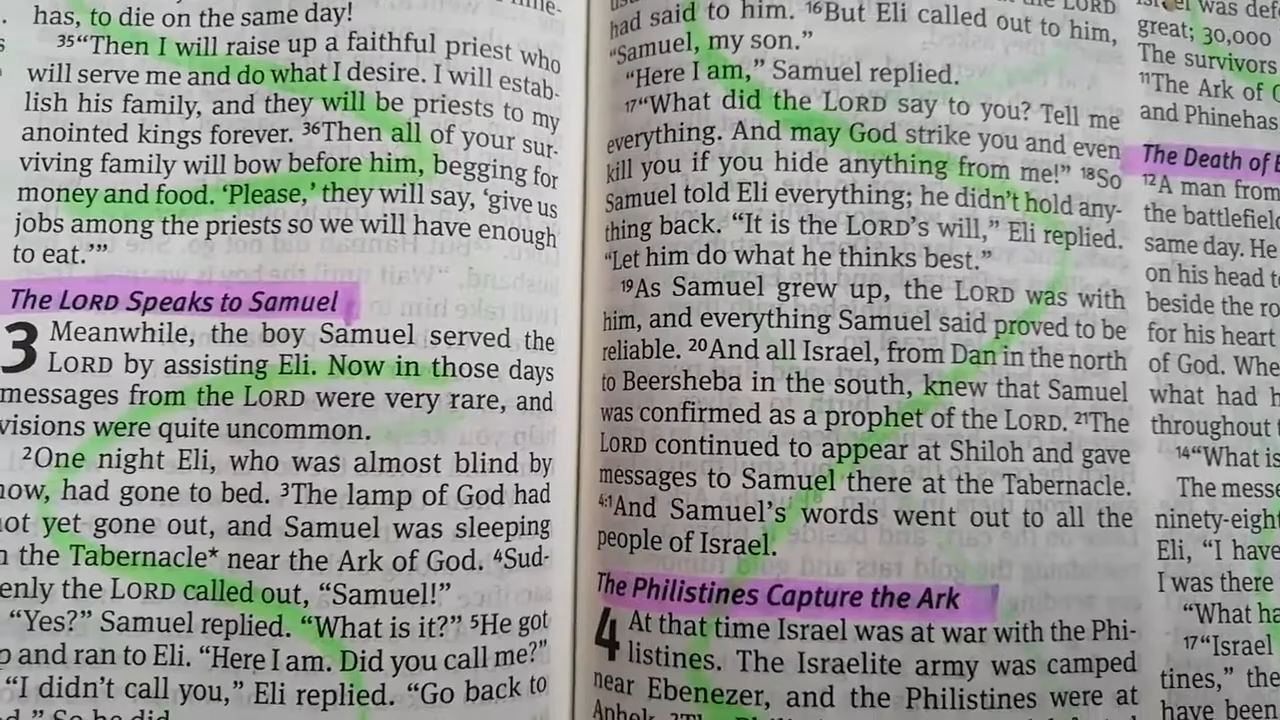 has, to die on the same day!
35“Then I will raise up a faithful priest who
will serve me and do what I desire. I will estab-
lish his family, and they will be priests to my
anointed kings forever. 36Then all of your sur-
viving family will bow before him, begging for
money and food. ‘Please,’ they will say, ‘give us
jobs among the priests so we will have enough
to eat.’”
The LORD Speaks to Samuel
3 Meanwhile, the boy Samuel served the
LORD by assisting Eli. Now in those days
messages from the LORD were very rare, and
visions were quite uncommon.
2One night Eli, who was almost blind by
now, had gone to bed. 3The lamp of God had
not yet gone out, and Samuel was sleeping
the Tabernacle* near the Ark of God. 4Sud-
enly the LORD called out, “Samuel!”
“Yes?” Samuel replied. “What is it?” 5He got
and ran to Eli. “Here I am. Did you call me?”
“I didn’t call you,” Eli replied. “Go back to
So he did.
had said to him. 16But Eli called out to him,
“Samuel, my son.”
“Here I am,” Samuel replied.
17“What did the LORD say to you? Tell me
everything. And may God strike you and even
kill you if you hide anything from me!” 18So
Samuel told Eli everything; he didn’t hold any-
thing back. “It is the LORD’s will,” Eli replied.
“Let him do what he thinks best.”
19As Samuel grew up, the LORD was with
him, and everything Samuel said proved to be
reliable. 20And all Israel, from Dan in the north
to Beersheba in the south, knew that Samuel
was confirmed as a prophet of the LORD. 21The
LORD continued to appear at Shiloh and gave
messages to Samuel there at the Tabernacle.
4:1And Samuel’s words went out to all the
people of Israel.
The Philistines Capture the Ark
4 At that time Israel was at war with the Phi-
listines. The Israelite army was camped
near Ebenezer, and the Philistines were at
Israel was def
great; 30,000
The survivors
11The Ark of
and Phinehas
The Death of
12A man from
the battlefield
same day. He
on his head to
beside the ro
for his heart
of God. Whe
what had h
throughout
14“What is
The messe
ninety-eight
Eli, “I have
I was there
“What ha
17“Israel
tines,” the
have been